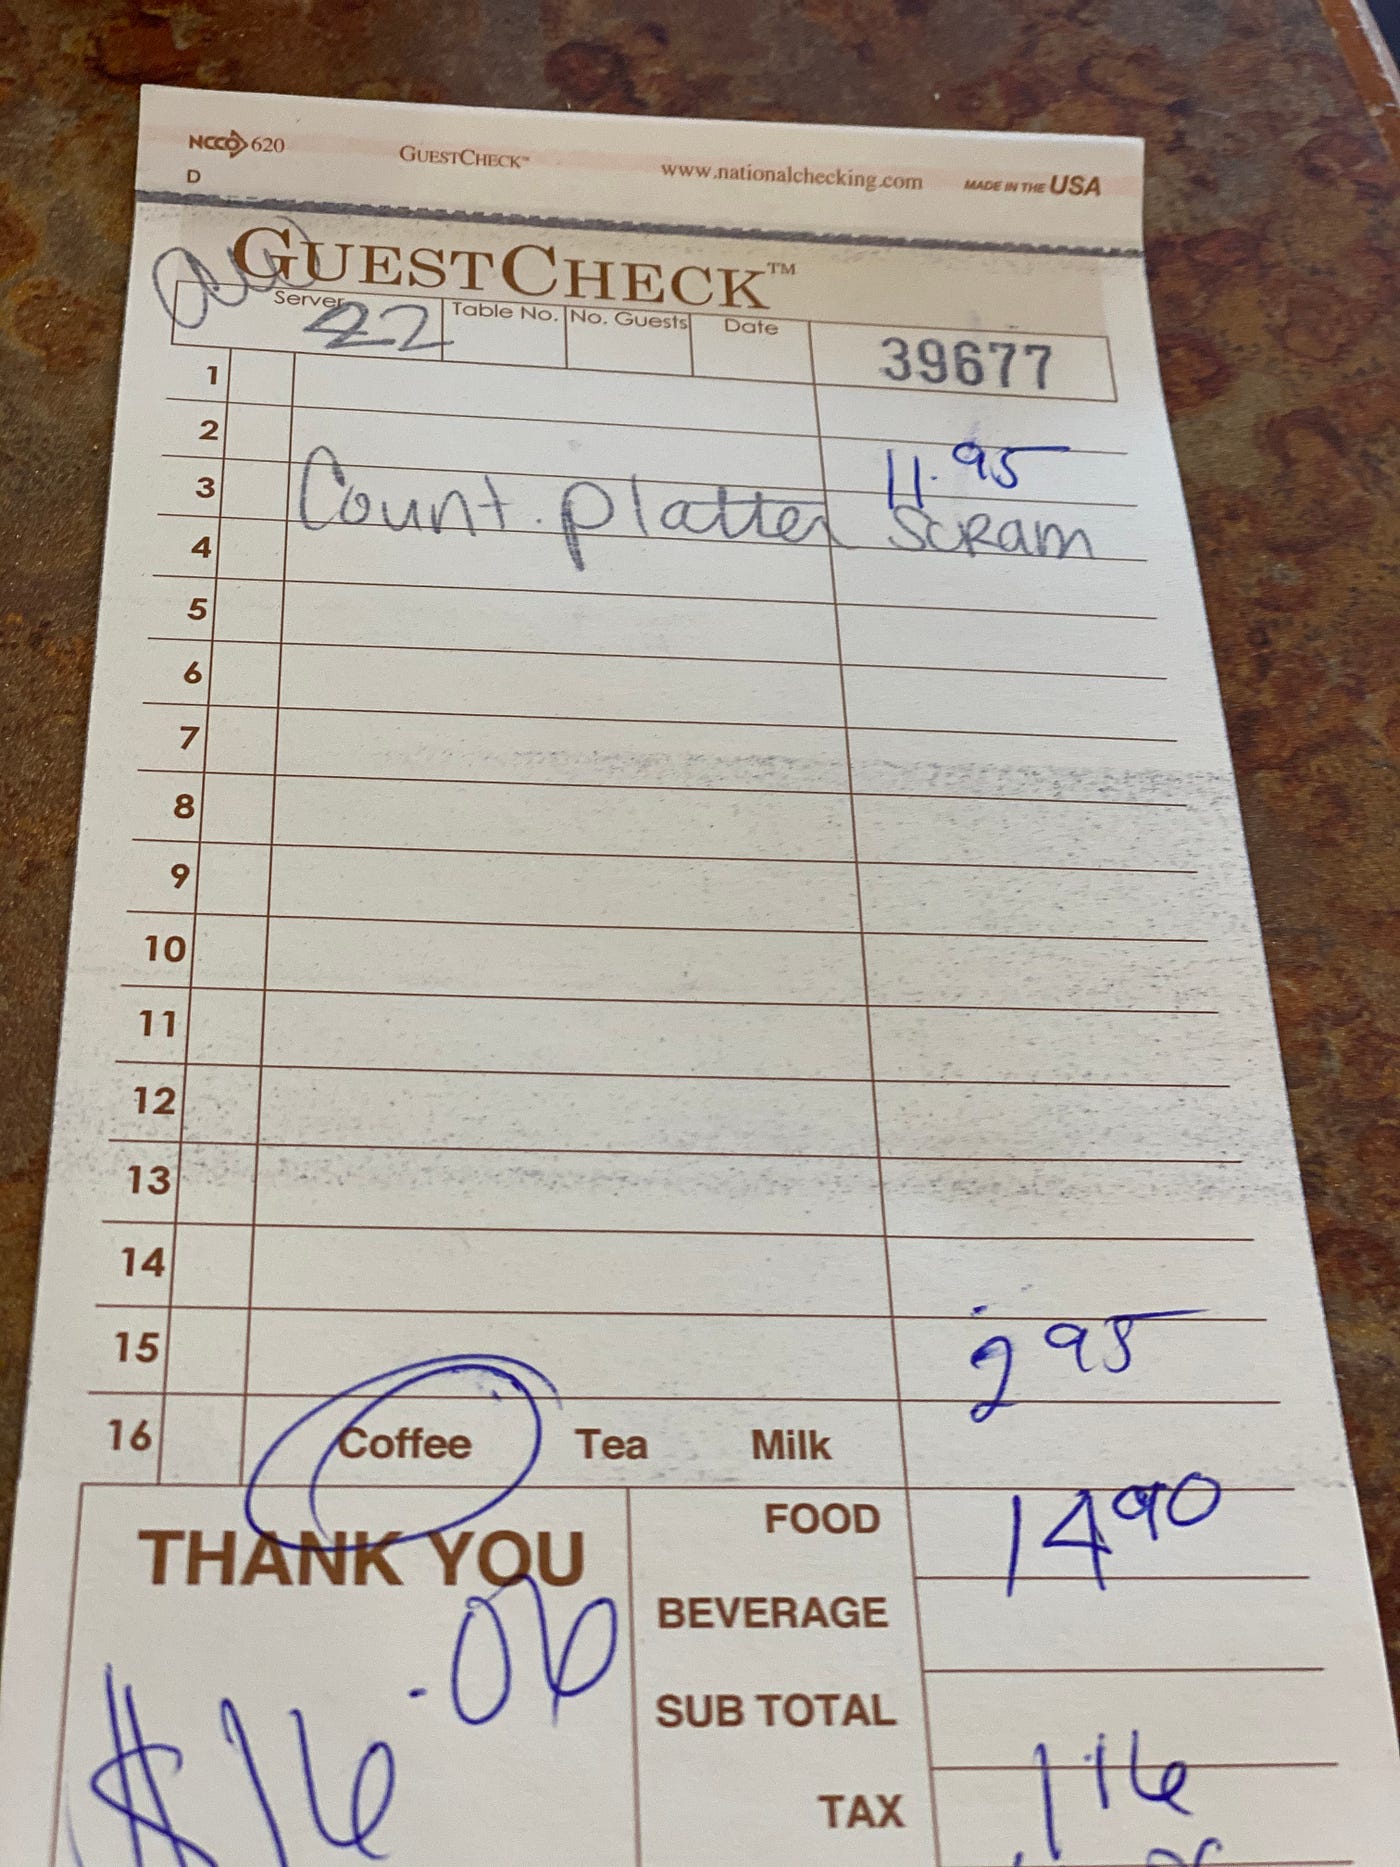 NCCO 620 GUESTCHECK™ www.nationalchecking.com MADE IN THE USA
D
GUESTCHECK™
Server Table No. No. Guests Date
22 39677
1
2 11.95
3 Count. platter Scram
4
5
6
7
8
9
10
11
12
13
14
15 2 95
16 Coffee Tea Milk
FOOD 14 90
THANK YOU
BEVERAGE
$16.06
SUB TOTAL
TAX 1.16